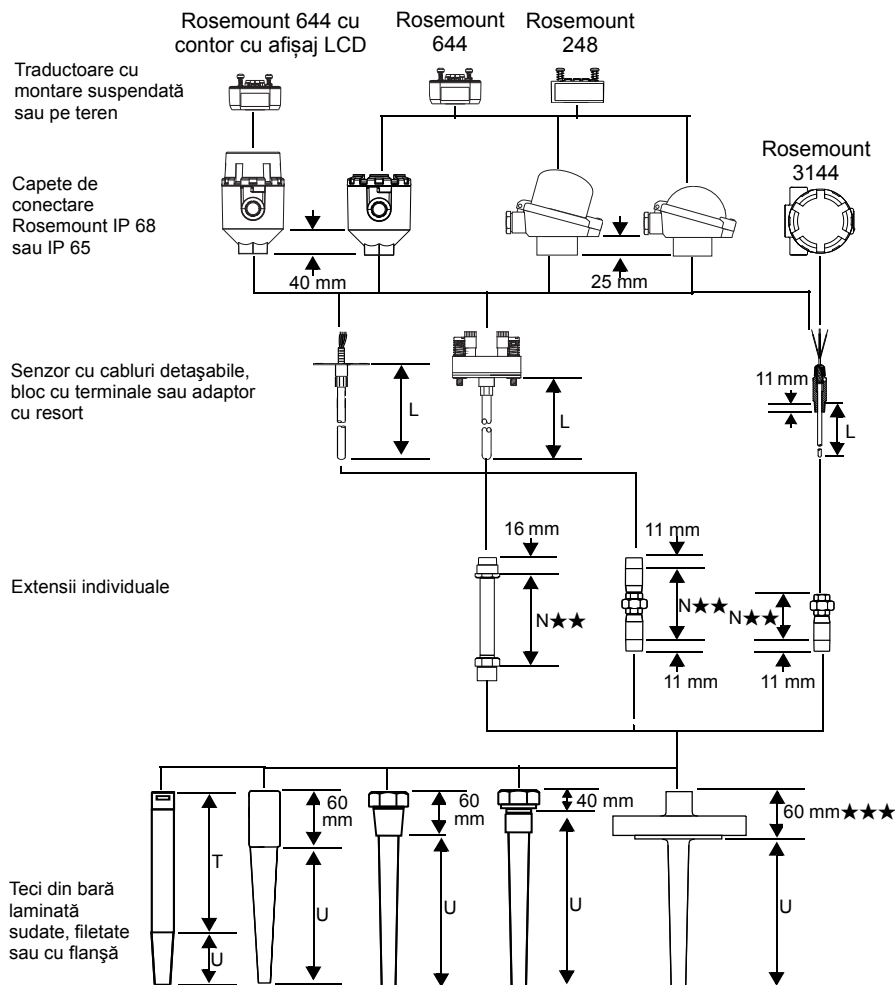 Rosemount 644 cu
contor cu afișaj LCD
Rosemount
644
Rosemount
248
Traductoare cu
montare suspendată
sau pe teren
Rosemount
3144
Capete de
conectare
Rosemount IP 68
sau IP 65
40 mm
25 mm
Senzor cu cabluri detaşabile,
bloc cu terminale sau adaptor
cu resort
L
L
11 mm
L
Extensii individuale
16 mm
N★★
11 mm
N★★
11 mm
N★★
11 mm
Teci din bară
laminată
sudate, filetate
sau cu flanşă
T
U
60
mm
U
60
mm
U
40 mm
U
60 mm★★★
U